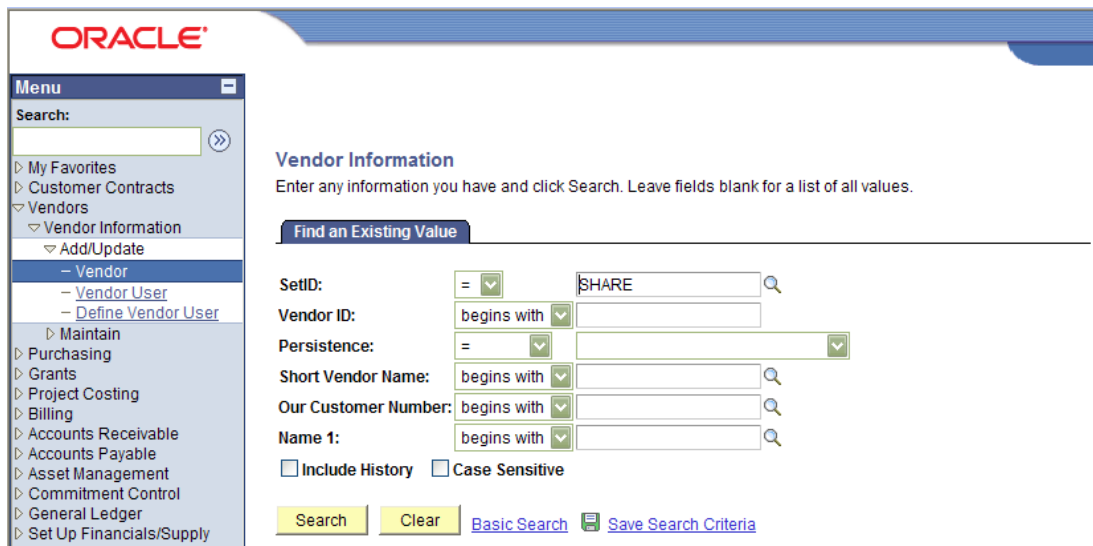 ORACLE®
Menu
Search:
My Favorites
Customer Contracts
Vendors
Vendor Information
Add/Update
– Vendor
– Vendor User
– Define Vendor User
Maintain
Purchasing
Grants
Project Costing
Billing
Accounts Receivable
Accounts Payable
Asset Management
Commitment Control
General Ledger
Set Up Financials/Supply
Vendor Information
Enter any information you have and click Search. Leave fields blank for a list of all values.
Find an Existing Value
SetID: = SHARE
Vendor ID: begins with
Persistence: =
Short Vendor Name: begins with
Our Customer Number: begins with
Name 1: begins with
Include History Case Sensitive
Search Clear Basic Search Save Search Criteria